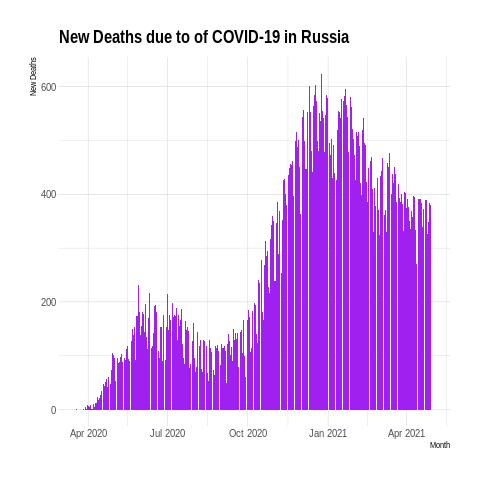 New Deaths due to of COVID-19 in Russia
New Deaths
600
400
200
0
Apr 2020 Jul 2020 Oct 2020 Jan 2021 Apr 2021
Month